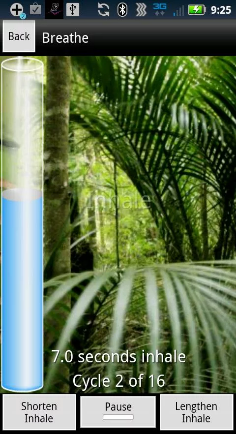 9:25
Back
Breathe
Inhale
7.0 seconds inhale
Cycle 2 of 16
Shorten
Inhale
Pause
Lengthen
Inhale